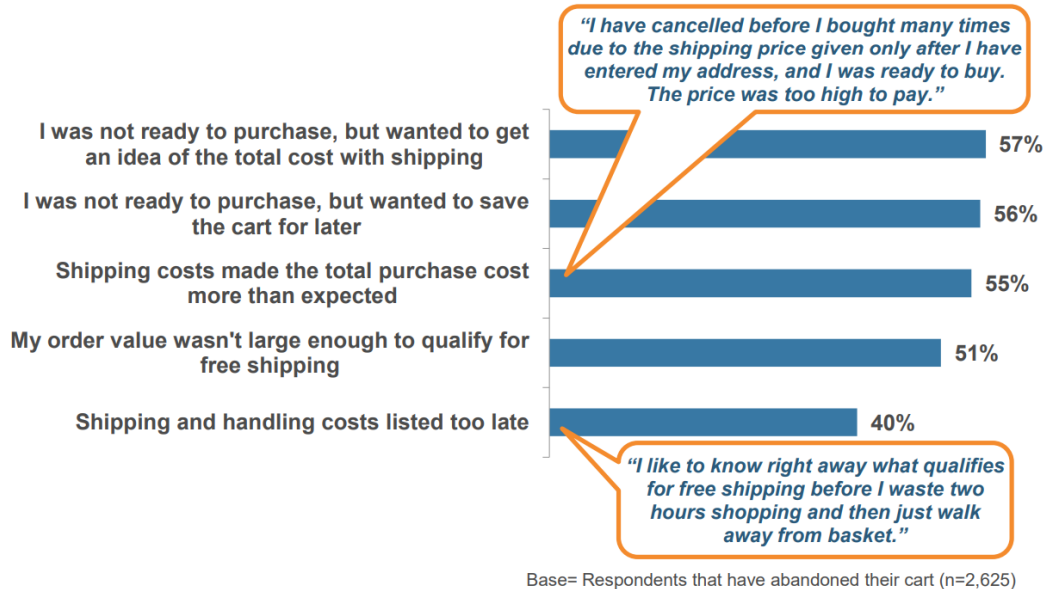 “I have cancelled before I bought many times
due to the shipping price given only after I have
entered my address, and I was ready to buy.
The price was too high to pay.”
I was not ready to purchase, but wanted to get
an idea of the total cost with shipping
57%
I was not ready to purchase, but wanted to save
the cart for later
56%
Shipping costs made the total purchase cost
more than expected
55%
My order value wasn't large enough to qualify for
free shipping
51%
Shipping and handling costs listed too late
40%
“I like to know right away what qualifies
for free shipping before I waste two
hours shopping and then just walk
away from basket.”
Base= Respondents that have abandoned their cart (n=2,625)